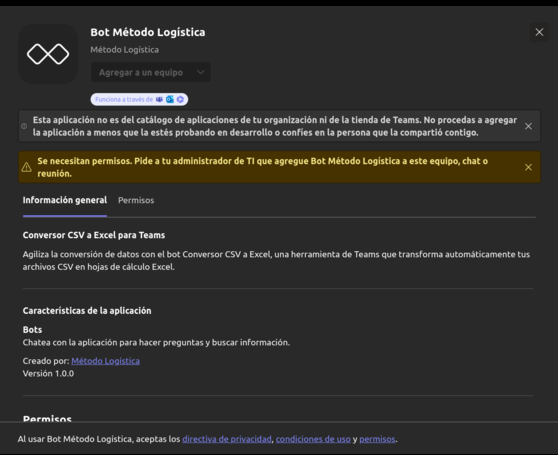 Bot Método Logística
Método Logística
Agregar a un equipo
Funciona a través de
Esta aplicación no es del catálogo de aplicaciones de tu organización ni de la tienda de Teams. No procedas a agregar
la aplicación a menos que la estés probando en desarrollo o confíes en la persona que la compartió contigo.
Se necesitan permisos. Pide a tu administrador de TI que agregue Bot Método Logística a este equipo, chat o
reunión.
Información general Permisos
Conversor CSV a Excel para Teams
Agiliza la conversión de datos con el bot Conversor CSV a Excel, una herramienta de Teams que transforma automáticamente tus
archivos CSV en hojas de cálculo Excel.
Características de la aplicación
Bots
Chatea con la aplicación para hacer preguntas y buscar información.
Creado por: Método Logística
Versión 1.0.0
Permisos
Al usar Bot Método Logística, aceptas los directiva de privacidad, condiciones de uso y permisos.